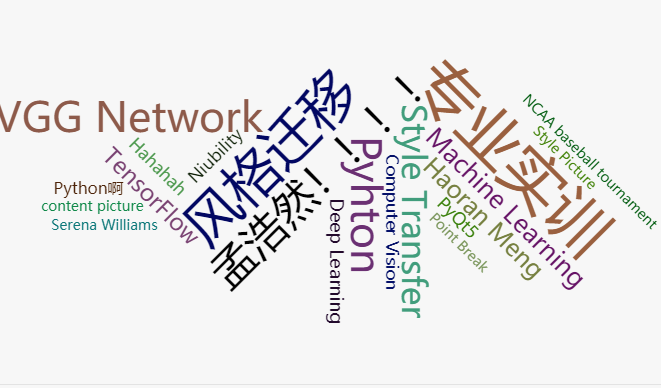 VGG Network
风格迁移
孟浩然！！！！
专业实训
Pyhton
Style Transfer
Machine Learning
Haoran Meng
TensorFlow
Computer Vision
Deep Learning
PyQt5
Point Break
NCAA baseball tournament
Style Picture
Niubility
Hahahah
Python啊
content picture
Serena Williams